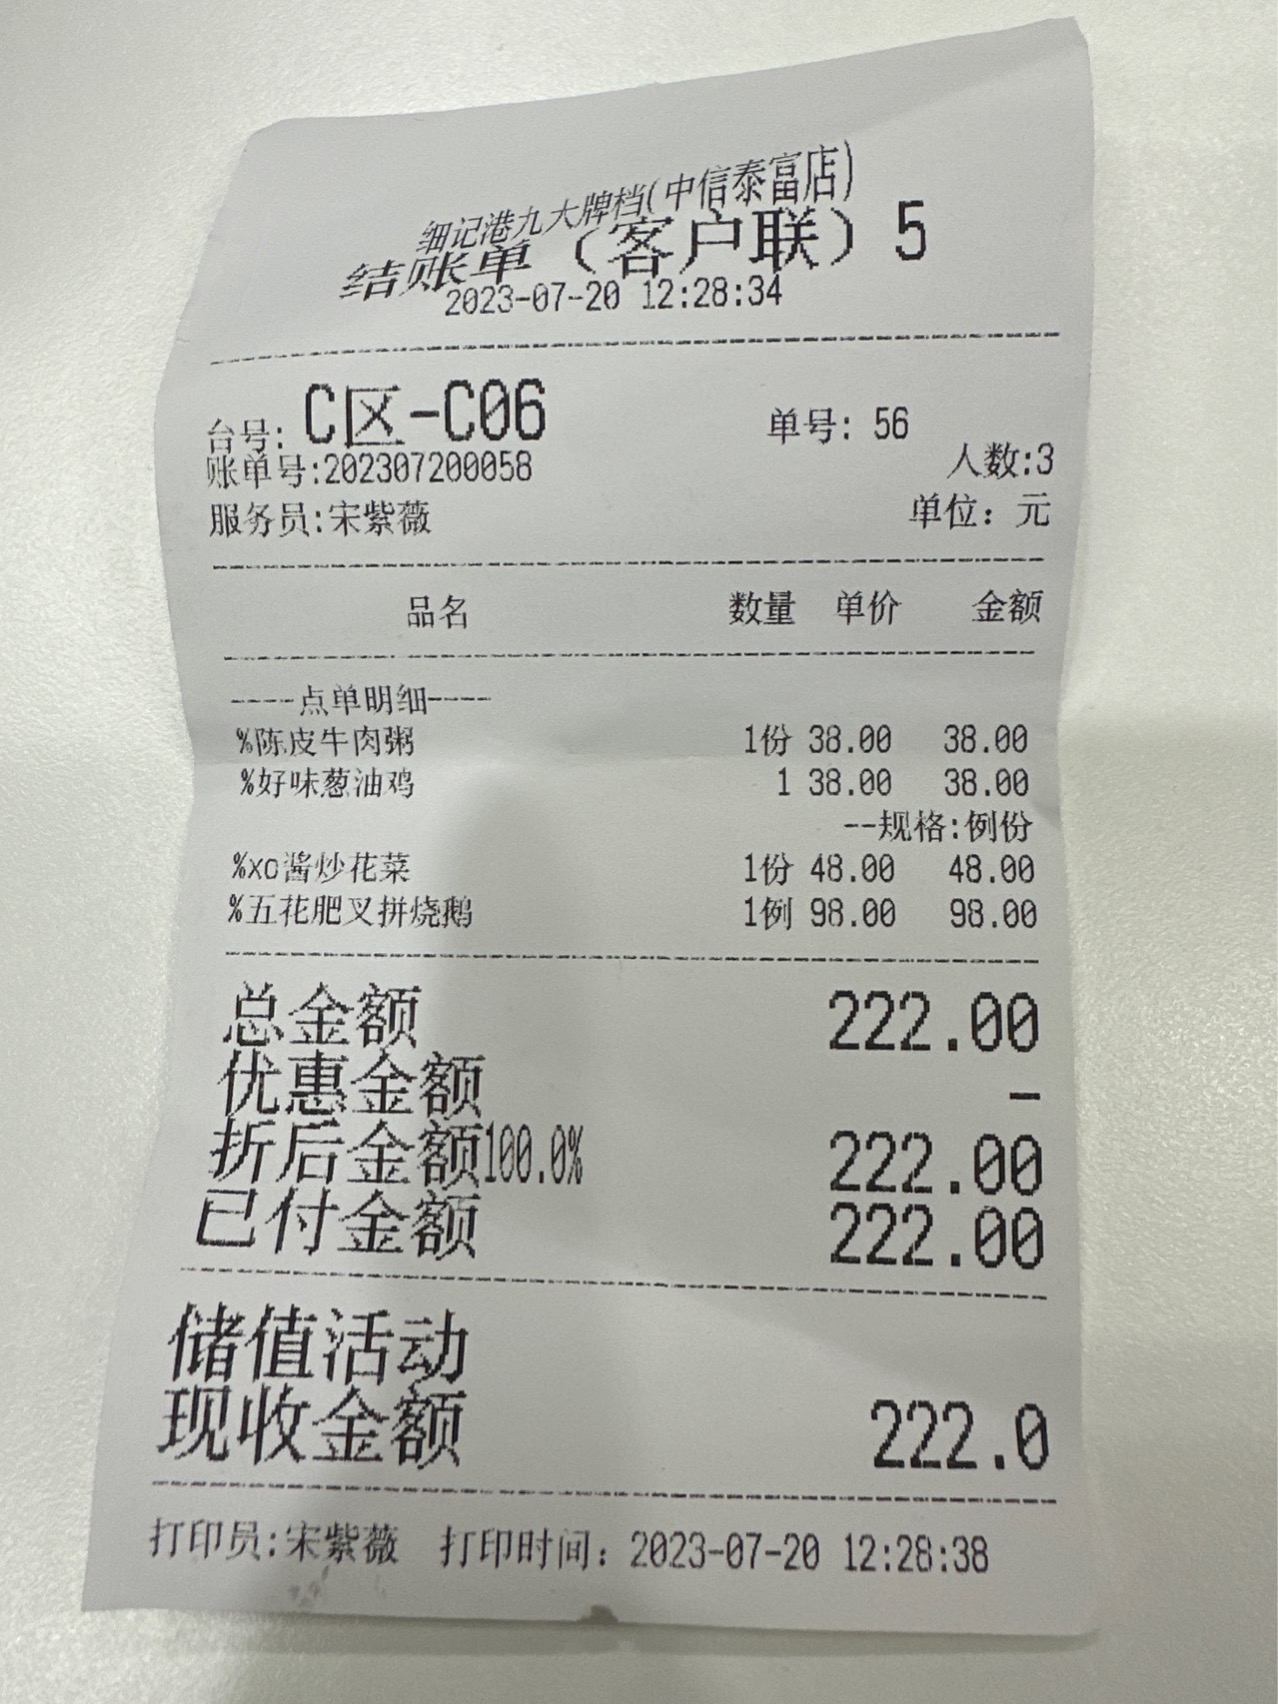 细记港九大牌档(中信泰富店)
结账单（客户联）5
2023-07-20 12:28:34
台号: C区-C06 单号: 56
账单号:202307200058 人数:3
服务员:宋紫薇 单位：元
品名 数量 单价 金额
----点单明细----
%陈皮牛肉粥 1份 38.00 38.00
%好味葱油鸡 1 38.00 38.00
--规格:例份
%xo酱炒花菜 1份 48.00 48.00
%五花肥叉拼烧鹅 1例 98.00 98.00
总金额 222.00
优惠金额 -
折后金额100.0% 222.00
已付金额 222.00
储值活动
现收金额 222.0
打印员:宋紫薇 打印时间：2023-07-20 12:28:38